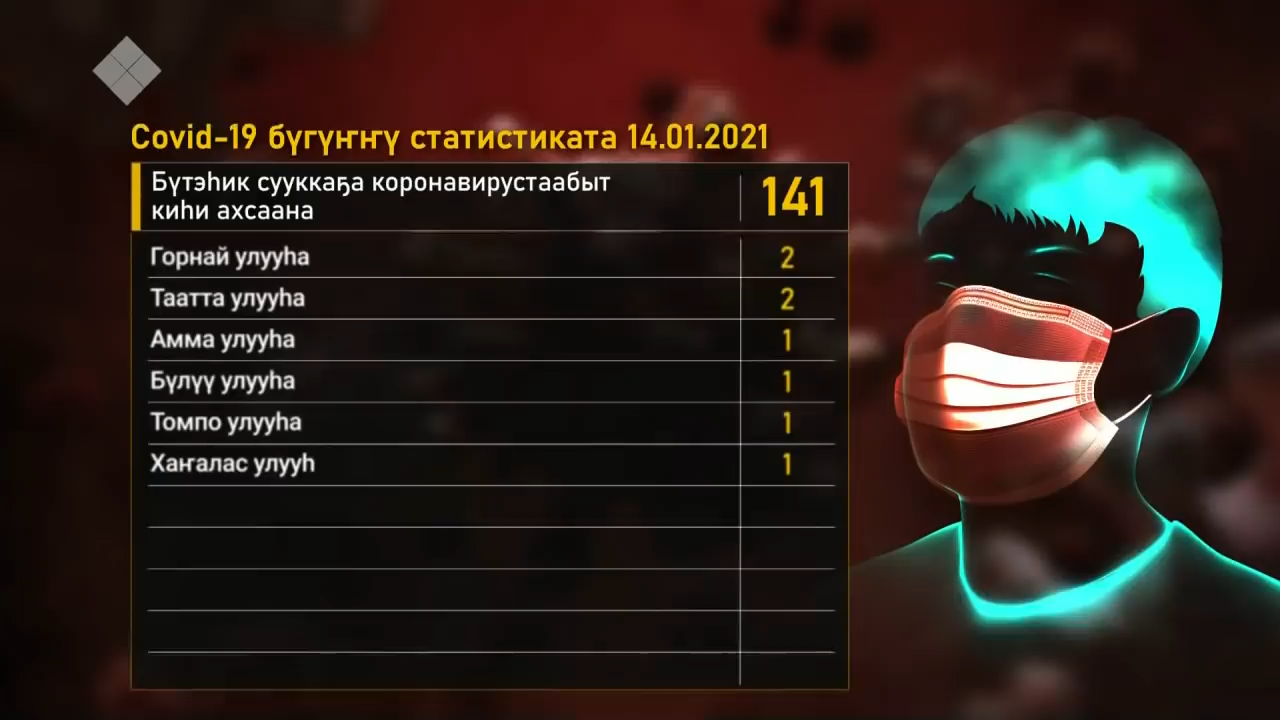 Covid-19 бүгүҥҥү статистиката 14.01.2021
Бүтэһик сууккаҕа коронавирустаабыт
киһи ахсаана
141
Горнай улууһа 2
Таатта улууһа 2
Амма улууһа 1
Бүлүү улууһа 1
Томпо улууһа 1
Хаҥалас улууһ 1